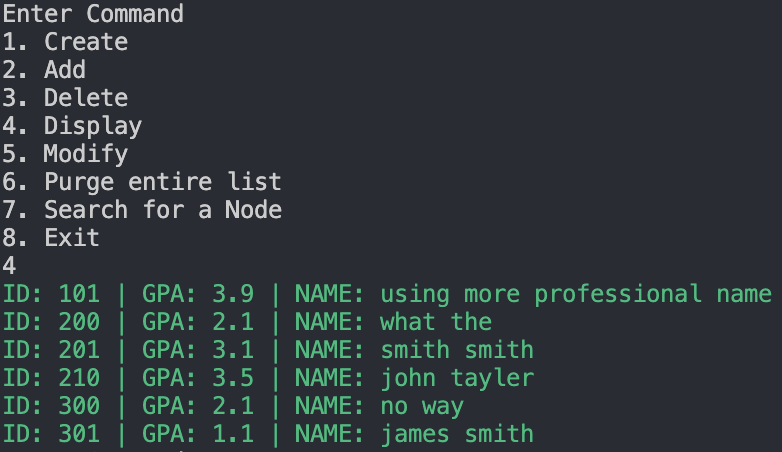 Enter Command
1. Create
2. Add
3. Delete
4. Display
5. Modify
6. Purge entire list
7. Search for a Node
8. Exit
4
ID: 101 | GPA: 3.9 | NAME: using more professional name
ID: 200 | GPA: 2.1 | NAME: what the
ID: 201 | GPA: 3.1 | NAME: smith smith
ID: 210 | GPA: 3.5 | NAME: john tayler
ID: 300 | GPA: 2.1 | NAME: no way
ID: 301 | GPA: 1.1 | NAME: james smith